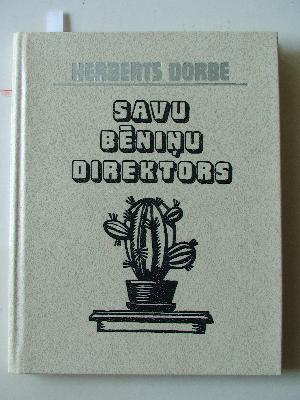 HERBERTS DORBE
SAVU
BĒNIŅU
DIREKTORS